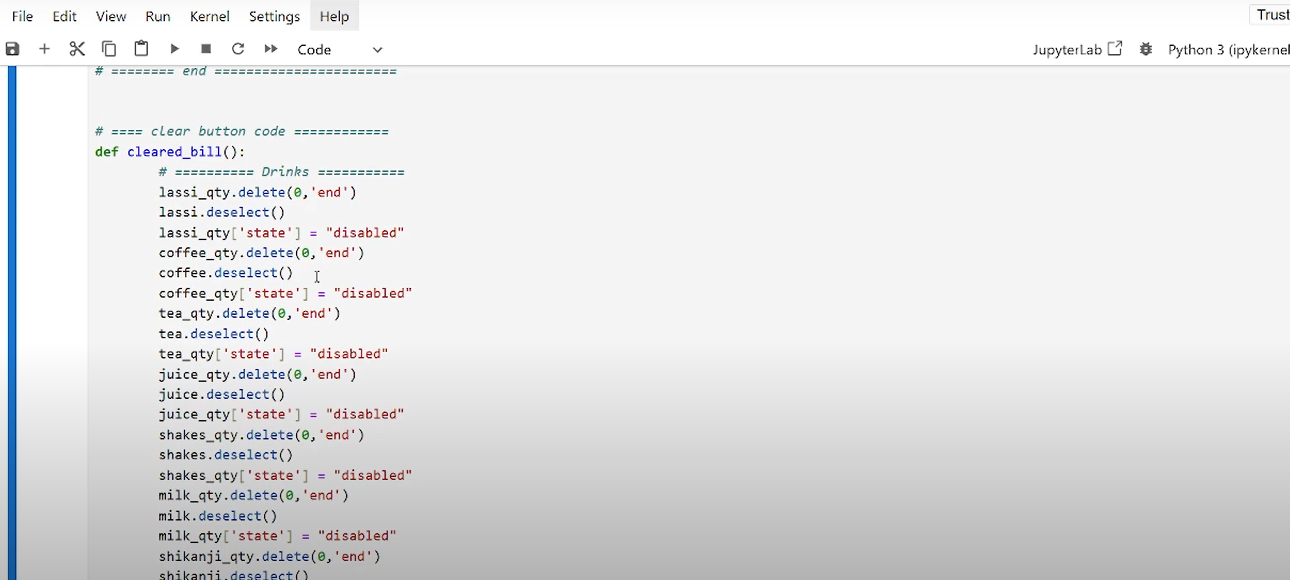 File Edit View Run Kernel Settings Help
Trust
Code
JupyterLab
Python 3 (ipykernel
# ======== end =======================
# ==== clear button code ============
def cleared_bill():
# ========== Drinks ===========
lassi_qty.delete(0,'end')
lassi.deselect()
lassi_qty['state'] = "disabled"
coffee_qty.delete(0,'end')
coffee.deselect()
coffee_qty['state'] = "disabled"
tea_qty.delete(0,'end')
tea.deselect()
tea_qty['state'] = "disabled"
juice_qty.delete(0,'end')
juice.deselect()
juice_qty['state'] = "disabled"
shakes_qty.delete(0,'end')
shakes.deselect()
shakes_qty['state'] = "disabled"
milk_qty.delete(0,'end')
milk.deselect()
milk_qty['state'] = "disabled"
shikanji_qty.delete(0,'end')
shikanji.deselect()